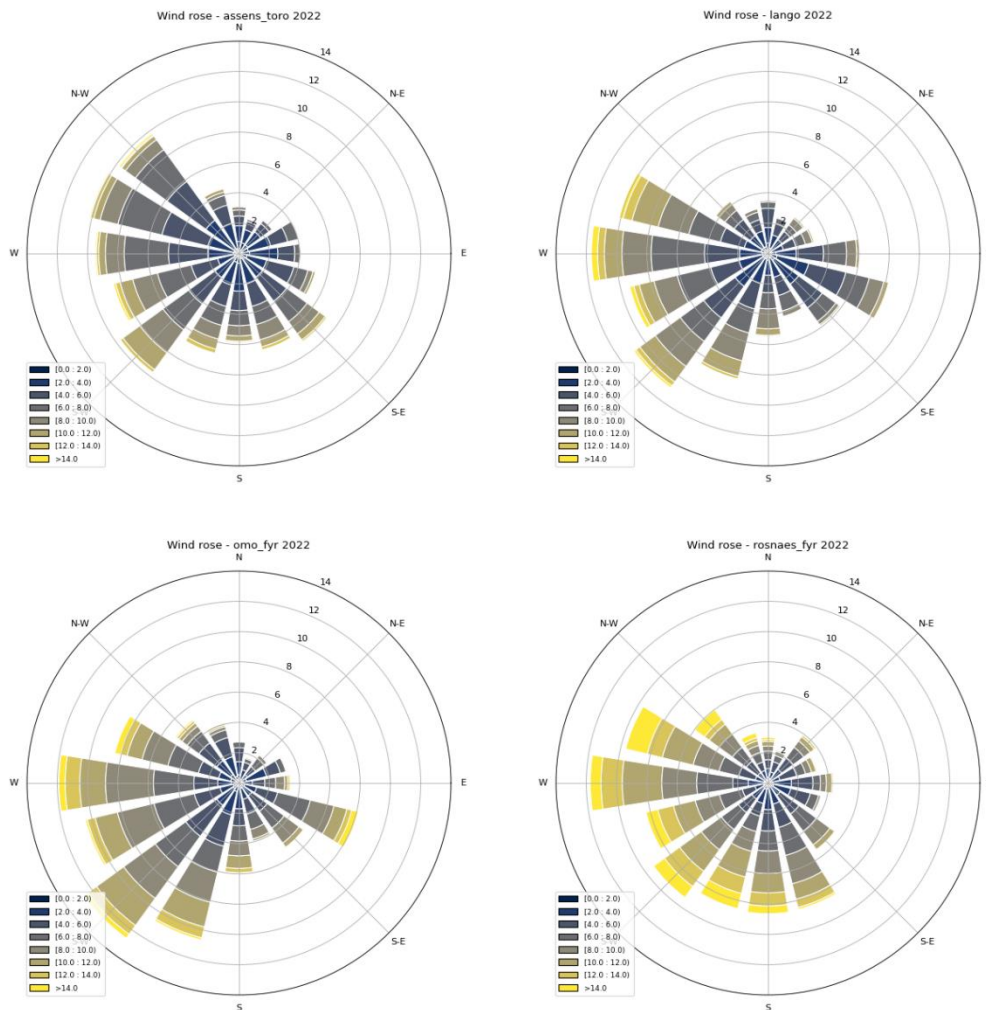 Wind rose - assens_toro 2022
N
14
N-W
N-E
12
10
8
6
4
2
W
E
[0.0 : 2.0)
[2.0 : 4.0)
[4.0 : 6.0)
[6.0 : 8.0)
[8.0 : 10.0)
[10.0 : 12.0)
[12.0 : 14.0)
>14.0
S-W
S-E
S
Wind rose - lango 2022
N
14
N-W
N-E
12
10
8
6
4
2
W
E
[0.0 : 2.0)
[2.0 : 4.0)
[4.0 : 6.0)
[6.0 : 8.0)
[8.0 : 10.0)
[10.0 : 12.0)
[12.0 : 14.0)
>14.0
S-W
S-E
S
Wind rose - omo_fyr 2022
N
14
N-W
N-E
12
10
8
6
4
2
W
E
[0.0 : 2.0)
[2.0 : 4.0)
[4.0 : 6.0)
[6.0 : 8.0)
[8.0 : 10.0)
[10.0 : 12.0)
[12.0 : 14.0)
>14.0
S-W
S-E
S
Wind rose - rosnaes_fyr 2022
N
14
N-W
N-E
12
10
8
6
4
2
W
E
[0.0 : 2.0)
[2.0 : 4.0)
[4.0 : 6.0)
[6.0 : 8.0)
[8.0 : 10.0)
[10.0 : 12.0)
[12.0 : 14.0)
>14.0
S-W
S-E
S